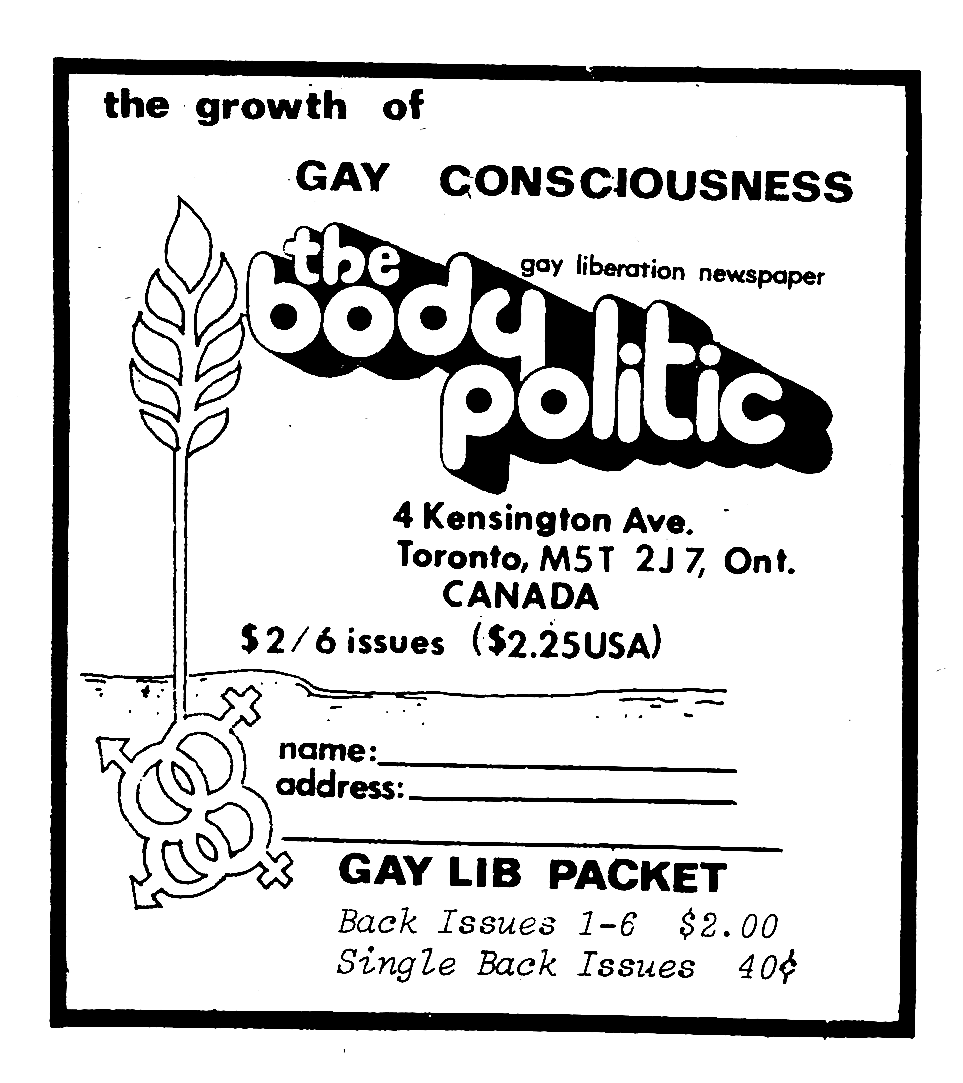 the growth of
GAY CONSCIOUSNESS
the
gay liberation newspaper
body
politic
4 Kensington Ave.
Toronto, M5T 2J7, Ont.
CANADA
$2/6 issues ($2.25USA)
name:
address:
GAY LIB PACKET
Back Issues 1-6 $2.00
Single Back Issues 40¢